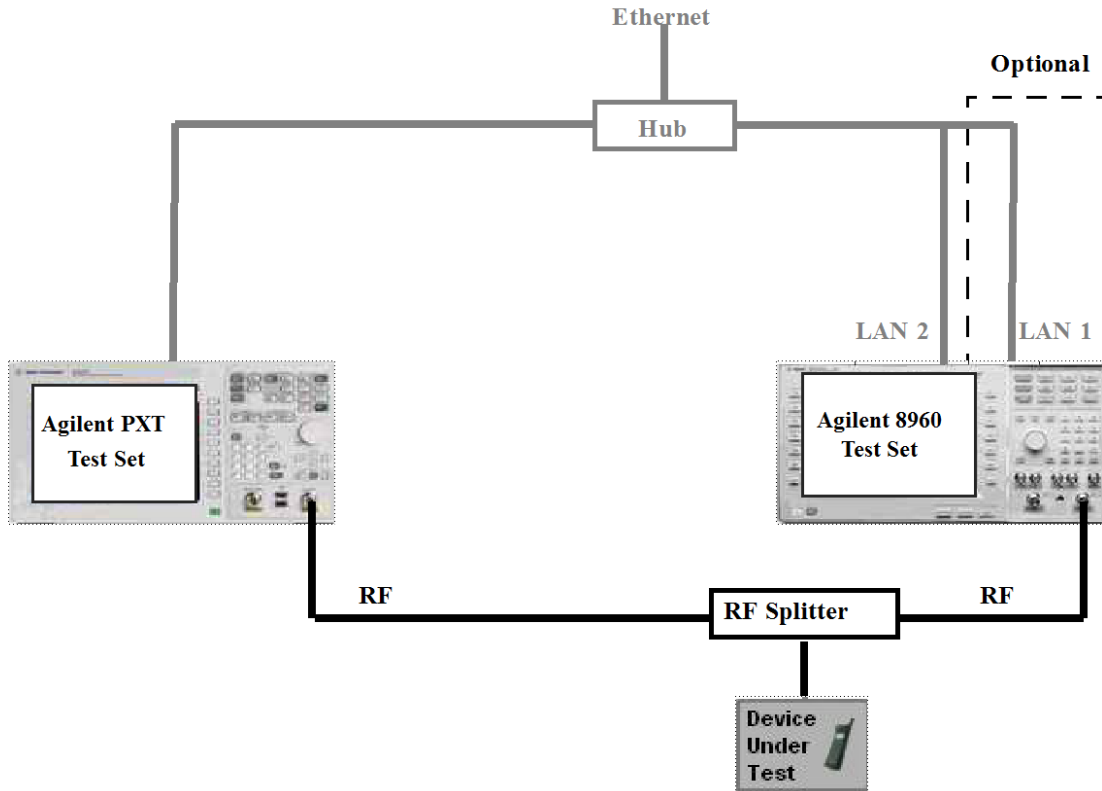 Ethernet
Optional
Hub
LAN 2
LAN 1
Agilent PXT
Test Set
Agilent 8960
Test Set
RF
RF Splitter
RF
Device
Under
Test